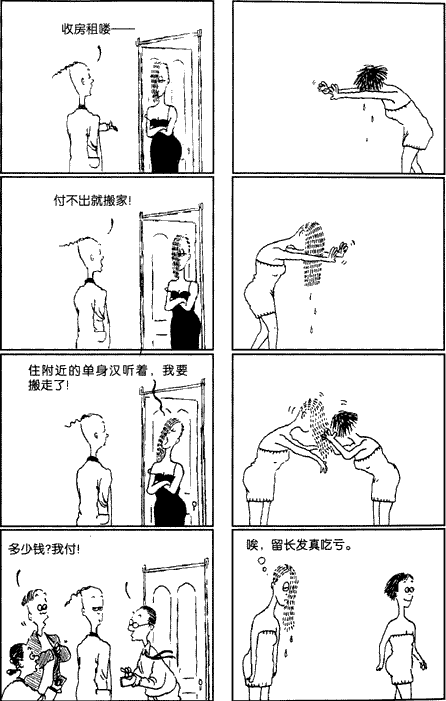 收房租喽——
付不出就搬家!
住附近的单身汉听着，我要
搬走了!
多少钱?我付!
唉，留长发真吃亏。